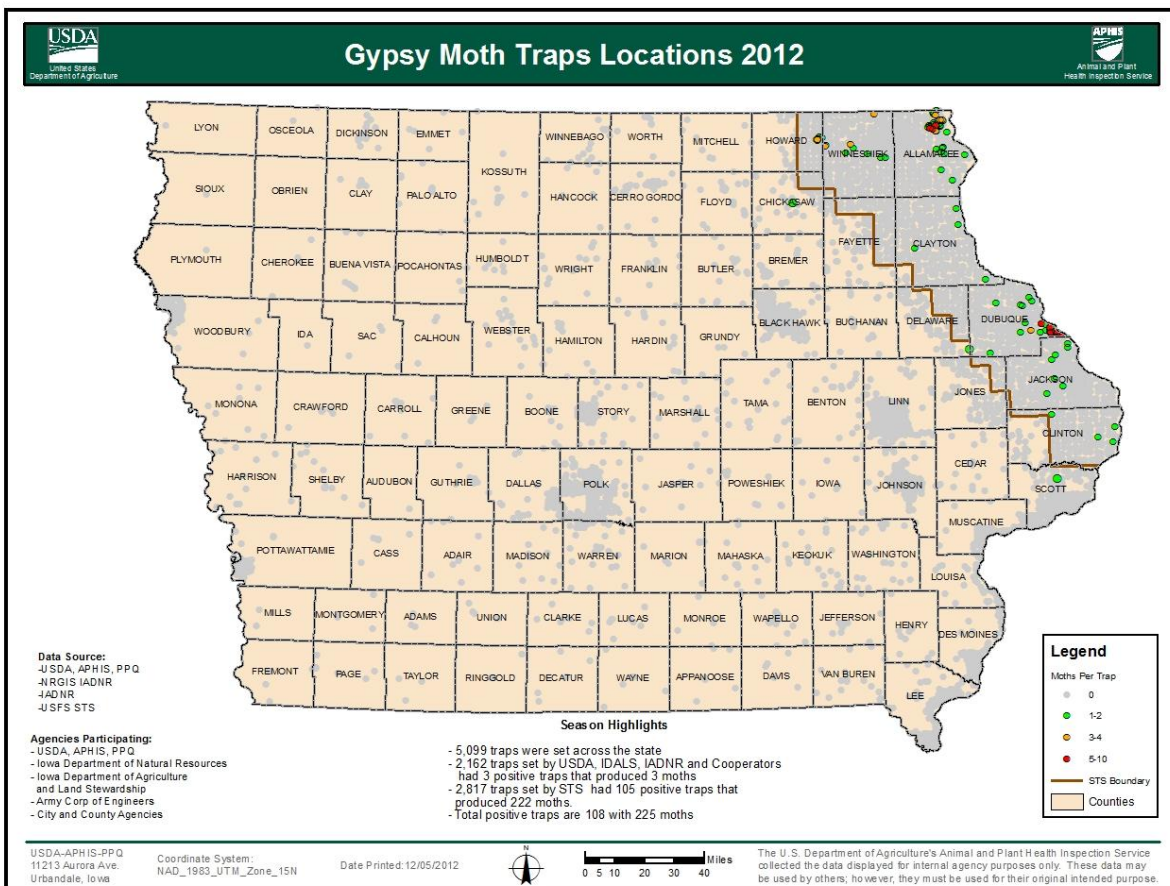 USDA
United States
Department of Agriculture
Gypsy Moth Traps Locations 2012
APHIS
Animal and Plant
Health Inspection Service
LYON
OSCEOLA
DICKINSON
EMMET
WINNEBAGO
WORTH
MITCHELL
HOWARD
WINNESHIEK
ALLAMAKEE
KOSSUTH
SIOUX
OBRIEN
CLAY
PALO ALTO
HANCOCK
CERRO GORDO
FLOYD
CHICKASAW
FAYETTE
CLAYTON
PLYMOUTH
CHEROKEE
BUENA VISTA
POCAHONTAS
HUMBOLDT
WRIGHT
FRANKLIN
BUTLER
BREMER
WOODBURY
IDA
SAC
CALHOUN
WEBSTER
HAMILTON
HARDIN
GRUNDY
BLACK HAWK
BUCHANAN
DELAWARE
DUBUQUE
MONONA
CRAWFORD
CARROLL
GREENE
BOONE
STORY
MARSHALL
TAMA
BENTON
LINN
JONES
JACKSON
CLINTON
HARRISON
SHELBY
AUDUBON
GUTHRIE
DALLAS
POLK
JASPER
POWESHIEK
IOWA
JOHNSON
CEDAR
SCOTT
MUSCATINE
POTTAWATTAMIE
CASS
ADAIR
MADISON
WARREN
MARION
MAHASKA
KEOKUK
WASHINGTON
LOUISA
MILLS
MONTGOMERY
ADAMS
UNION
CLARKE
LUCAS
MONROE
WAPELLO
JEFFERSON
HENRY
DES MOINES
FREMONT
PAGE
TAYLOR
RINGGOLD
DECATUR
WAYNE
APPANOOSE
DAVIS
VAN BUREN
LEE
Data Source:
-USDA, APHIS, PPQ
-NRGIS IADNR
-IADNR
-USFS STS
Agencies Participating:
- USDA, APHIS, PPQ
- Iowa Department of Natural Resources
- Iowa Department of Agriculture
and Land Stewardship
- Army Corp of Engineers
- City and County Agencies
Season Highlights
- 5,099 traps were set across the state
- 2,162 traps set by USDA, IDALS, IADNR and Cooperators
had 3 positive traps that produced 3 moths
- 2,817 traps set by STS had 105 positive traps that
produced 222 moths.
- Total positive traps are 108 with 225 moths
Legend
Moths Per Trap
0
1-2
3-4
5-10
STS Boundary
Counties
USDA-APHIS-PPQ
11213 Aurora Ave.
Urbandale, Iowa
Coordinate System:
NAD_1983_UTM_Zone_15N
Date Printed:12/05/2012
N
Miles
0 5 10 20 30 40
The U.S. Department of Agriculture's Animal and Plant Health Inspection Service
collected the data displayed for internal agency purposes only. These data may
be used by others; however, they must be used for their original intended purpose.